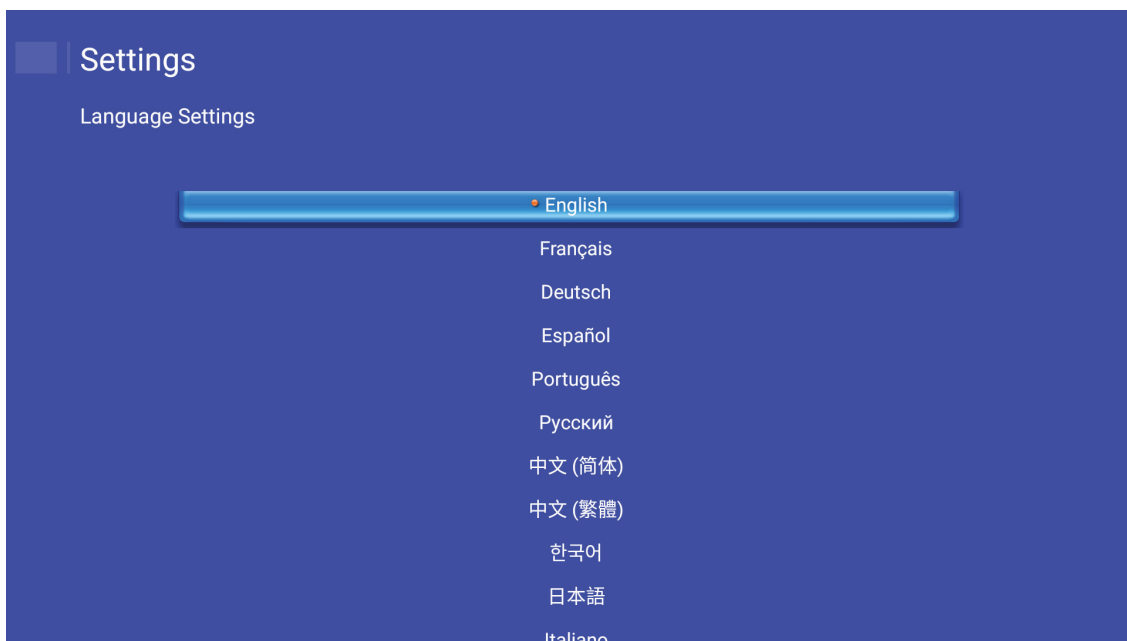 Settings
Language Settings
English
Français
Deutsch
Español
Português
Русский
中文 (简体)
中文 (繁體)
한국어
日本語
Italiano